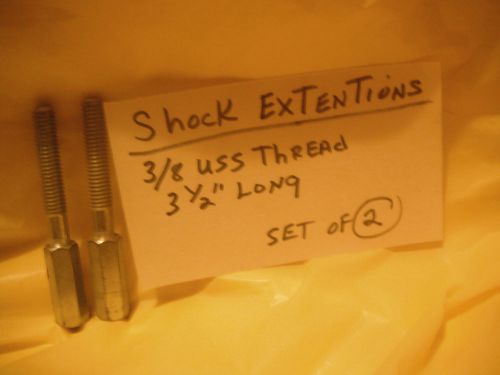 Shock EXTENTIONS
3/8 USS THREAD
3 1/2" LONG
SET OF 2